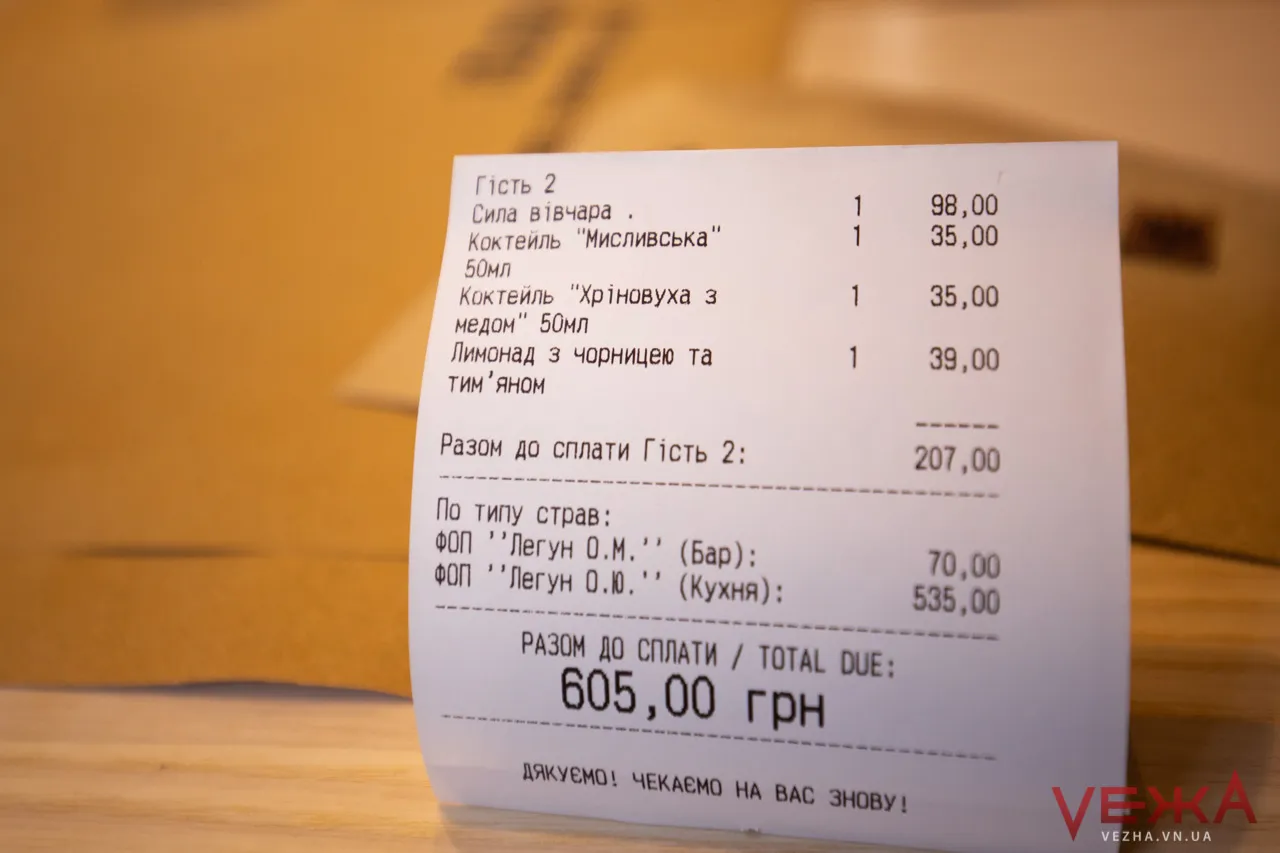 Гість 2
Сила вівчара . 1 98,00
Коктейль "Мисливська" 1 35,00
50мл
Коктейль "Хріновуха з 1 35,00
медом" 50мл
Лимонад з чорницею та 1 39,00
тим'яном
------
Разом до сплати Гість 2: 207,00
По типу страв:
ФОП ''Легун О.М.'' (Бар): 70,00
ФОП ''Легун О.Ю.'' (Кухня): 535,00
РАЗОМ ДО СПЛАТИ / TOTAL DUE:
605,00 грн
ДЯКУЄМО! ЧЕКАЄМО НА ВАС ЗНОВУ!
VEЖА
VEZHA.VN.UA